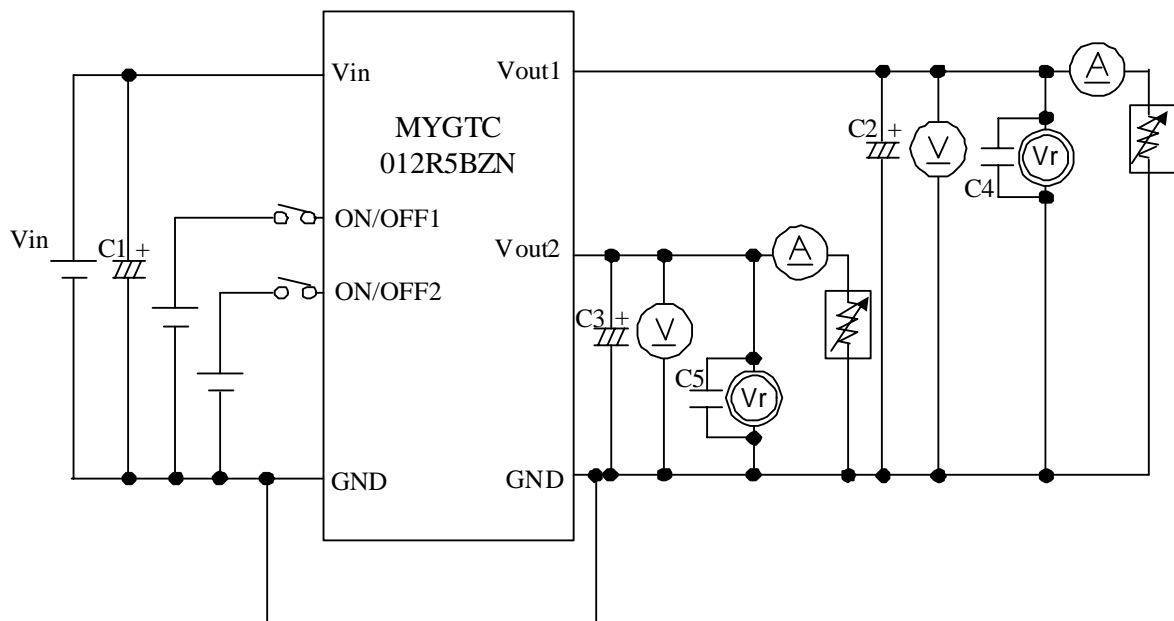 Vin
Vout1
A
MYGTC
012R5BZN
C2 +
V
Vr
C4
ON/OFF1
Vin
C1 +
Vout2
A
ON/OFF2
C3 +
V
C5
Vr
GND
GND